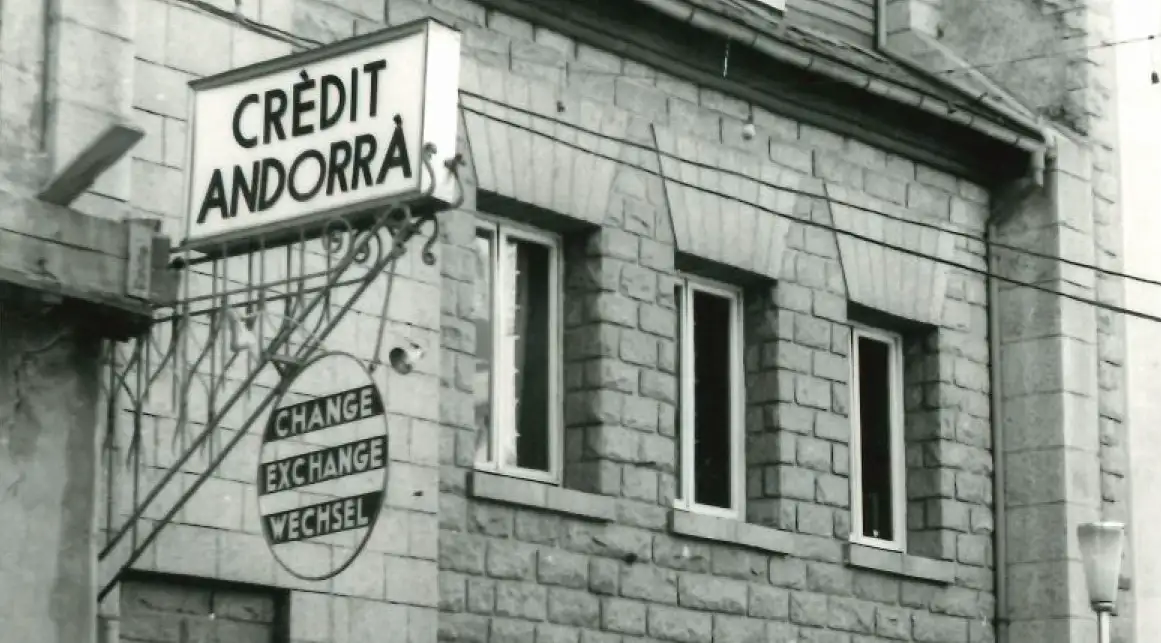 CRÈDIT
ANDORRÀ
CHANGE
EXCHANGE
WECHSEL